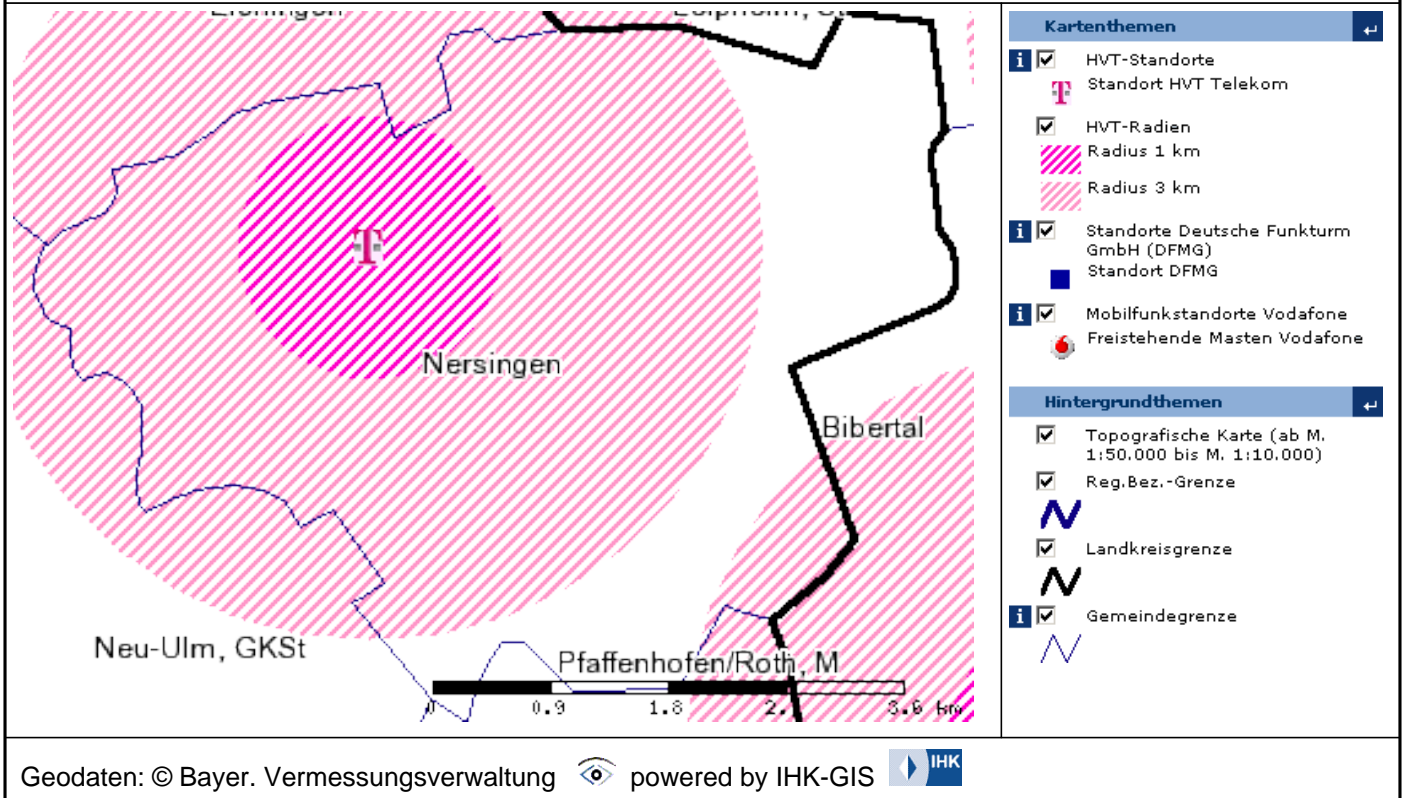 Nersingen
Bibertal
Neu-Ulm, GKSt
Pfaffenhofen/Roth, M
0.9 1.8 3.6 km
Kartenthemen
HVT-Standorte
Standort HVT Telekom
HVT-Radien
Radius 1 km
Radius 3 km
Standorte Deutsche Funkturm
GmbH (DFMG)
Standort DFMG
Mobilfunkstandorte Vodafone
Freistehende Masten Vodafone
Hintergrundthemen
Topografische Karte (ab M.
1:50.000 bis M. 1:10.000)
Reg.Bez.-Grenze
Landkreisgrenze
Gemeindegrenze
Geodaten: © Bayer. Vermessungsverwaltung powered by IHK-GIS IHK